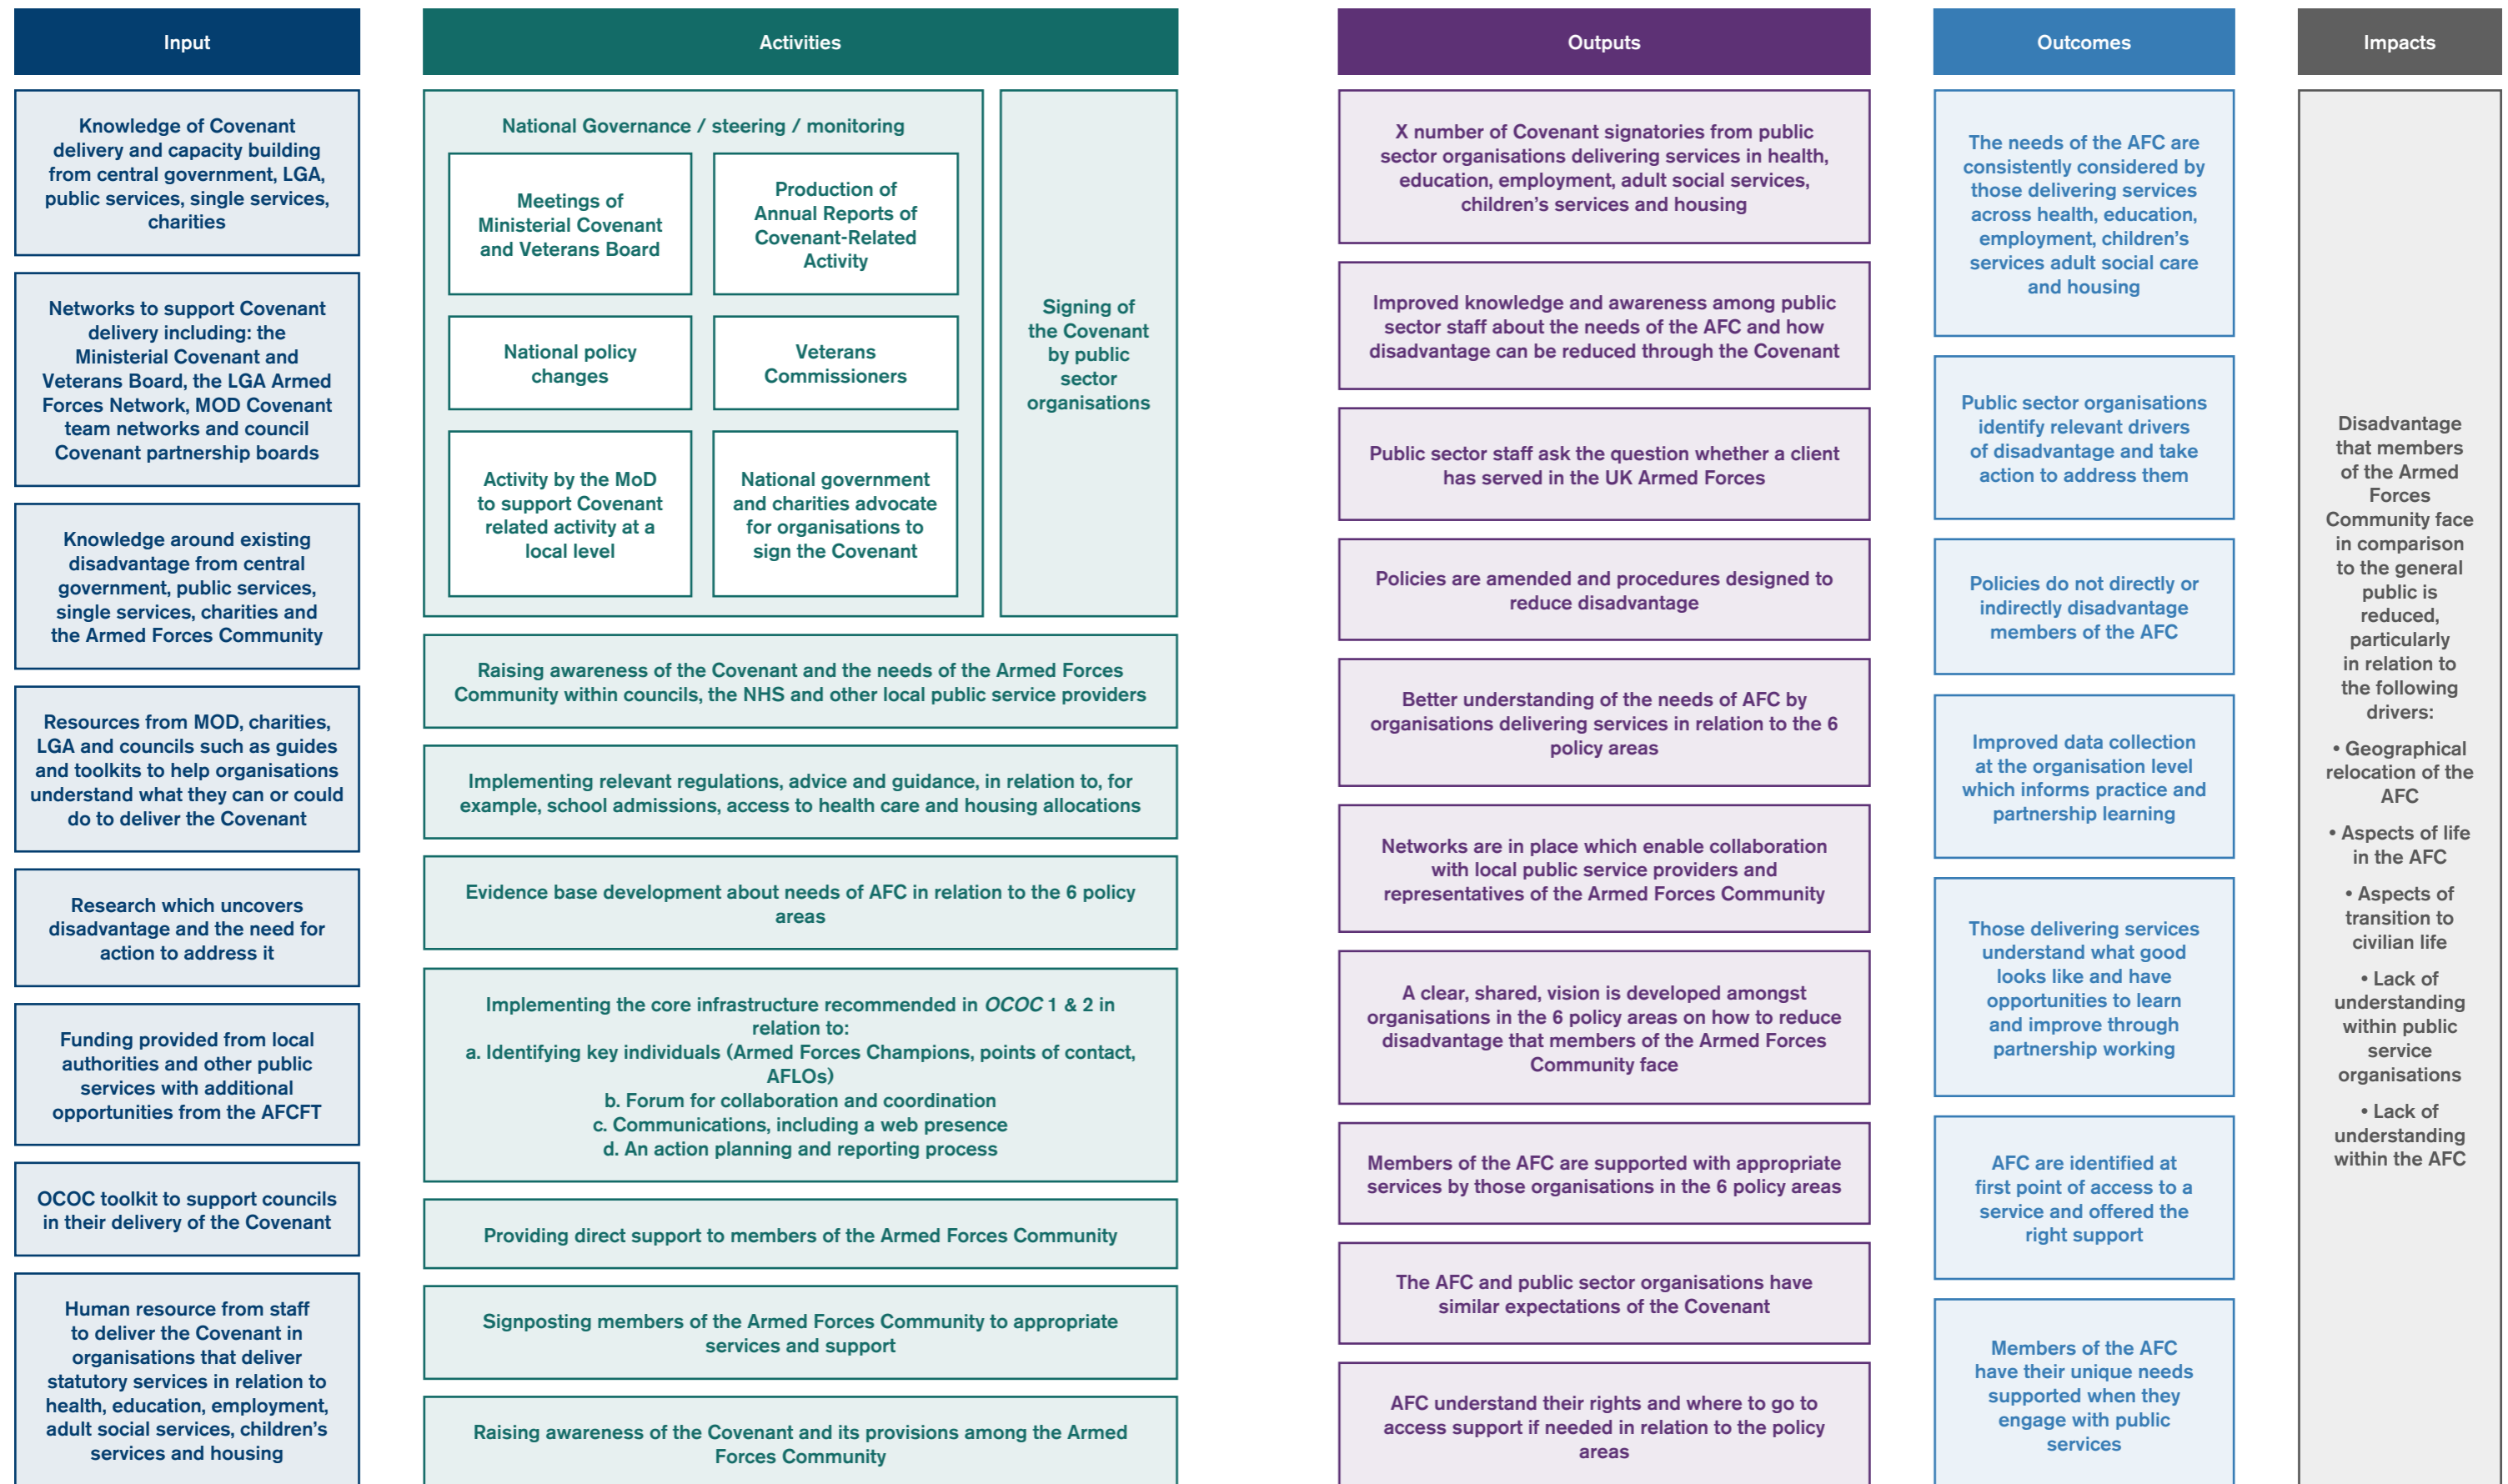 Input
Knowledge of Covenant
delivery and capacity building
from central government, LGA,
public services, single services,
charities
Networks to support Covenant
delivery including: the
Ministerial Covenant and
Veterans Board, the LGA Armed
Forces Network, MOD Covenant
team networks and council
Covenant partnership boards
Knowledge around existing
disadvantage from central
government, public services,
single services, charities and
the Armed Forces Community
Resources from MOD, charities,
LGA and councils such as guides
and toolkits to help organisations
understand what they can or could
do to deliver the Covenant
Research which uncovers
disadvantage and the need for
action to address it
Funding provided from local
authorities and other public
services with additional
opportunities from the AFCFT
OCOC toolkit to support councils
in their delivery of the Covenant
Human resource from staff
to deliver the Covenant in
organisations that deliver
statutory services in relation to
health, education, employment,
adult social services, children's
services and housing
Activities
National Governance / steering / monitoring
Meetings of
Ministerial Covenant
and Veterans Board
Production of
Annual Reports of
Covenant-Related
Activity
National policy
changes
Veterans
Commissioners
Activity by the MoD
to support Covenant
related activity at a
local level
National government
and charities advocate
for organisations to
sign the Covenant
Signing of
the Covenant
by public
sector
organisations
Raising awareness of the Covenant and the needs of the Armed Forces
Community within councils, the NHS and other local public service providers
Implementing relevant regulations, advice and guidance, in relation to, for
example, school admissions, access to health care and housing allocations
Evidence base development about needs of AFC in relation to the 6 policy
areas
Implementing the core infrastructure recommended in OCOC 1 & 2 in
relation to:
a. Identifying key individuals (Armed Forces Champions, points of contact,
AFLOs)
b. Forum for collaboration and coordination
c. Communications, including a web presence
d. An action planning and reporting process
Providing direct support to members of the Armed Forces Community
Signposting members of the Armed Forces Community to appropriate
services and support
Raising awareness of the Covenant and its provisions among the Armed
Forces Community
Outputs
X number of Covenant signatories from public
sector organisations delivering services in health,
education, employment, adult social services,
children's services and housing
Improved knowledge and awareness among public
sector staff about the needs of the AFC and how
disadvantage can be reduced through the Covenant
Public sector staff ask the question whether a client
has served in the UK Armed Forces
Policies are amended and procedures designed to
reduce disadvantage
Better understanding of the needs of AFC by
organisations delivering services in relation to the 6
policy areas
Networks are in place which enable collaboration
with local public service providers and
representatives of the Armed Forces Community
A clear, shared, vision is developed amongst
organisations in the 6 policy areas on how to reduce
disadvantage that members of the Armed Forces
Community face
Members of the AFC are supported with appropriate
services by those organisations in the 6 policy areas
The AFC and public sector organisations have
similar expectations of the Covenant
AFC understand their rights and where to go to
access support if needed in relation to the policy
areas
Outcomes
The needs of the AFC are
consistently considered by
those delivering services
across health, education,
employment, children's
services adult social care
and housing
Public sector organisations
identify relevant drivers
of disadvantage and take
action to address them
Policies do not directly or
indirectly disadvantage
members of the AFC
Improved data collection
at the organisation level
which informs practice and
partnership learning
Those delivering services
understand what good
looks like and have
opportunities to learn
and improve through
partnership working
AFC are identified at
first point of access to a
service and offered the
right support
Members of the AFC
have their unique needs
supported when they
engage with public
services
Impacts
Disadvantage
that members
of the Armed
Forces
Community face
in comparison
to the general
public is
reduced,
particularly
in relation to
the following
drivers:
• Geographical
relocation of the
AFC
• Aspects of life
in the AFC
• Aspects of
transition to
civilian life
• Lack of
understanding
within public
service
organisations
• Lack of
understanding
within the AFC